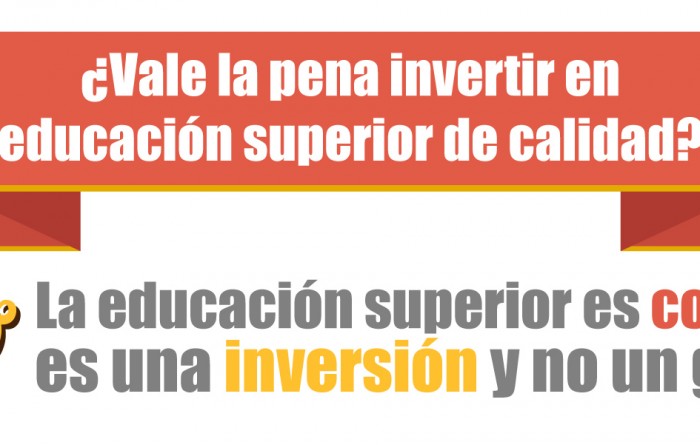 ¿Vale la pena invertir en
educación superior de calidad?
La educación superior es
es una inversión y no un